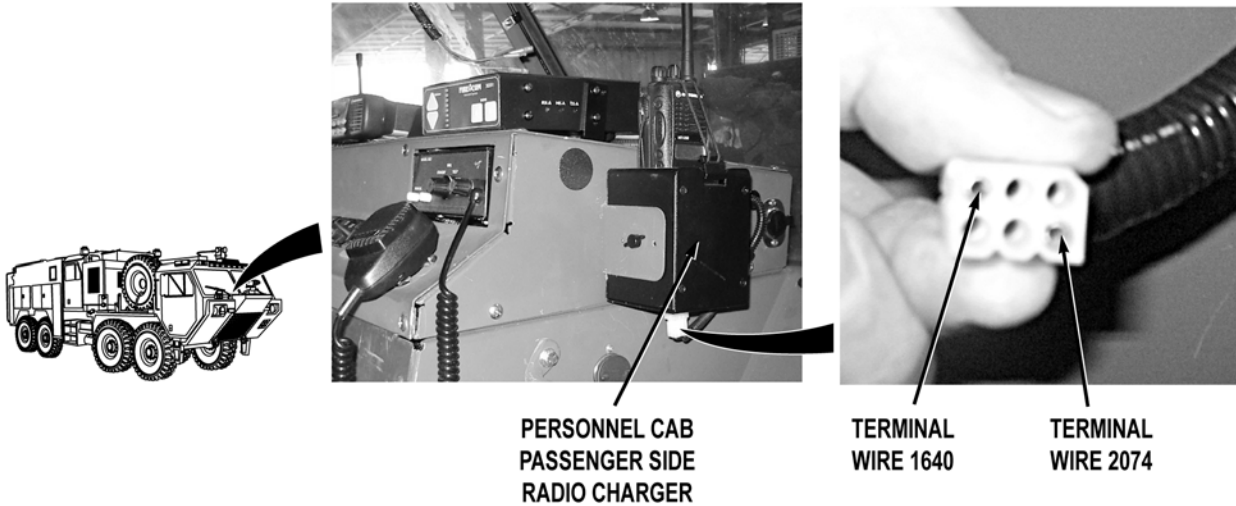 PERSONNEL CAB
PASSENGER SIDE
RADIO CHARGER
TERMINAL
WIRE 1640
TERMINAL
WIRE 2074